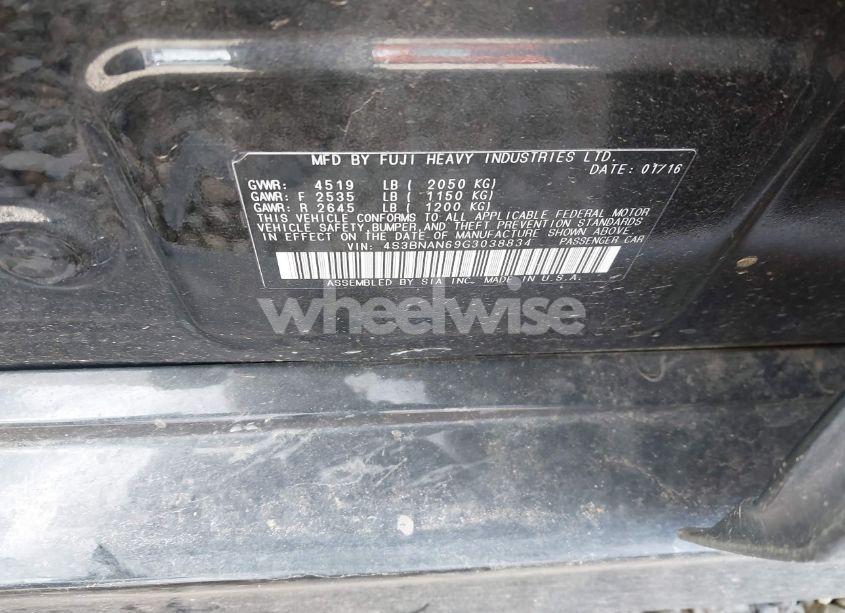 MFD BY FUJI HEAVY INDUSTRIES LTD.
DATE: 01/16
GVWR: 4519 LB ( 2050 KG)
GAWR: F 2535 LB ( 1150 KG)
GAWR: R 2645 LB ( 1200 KG)
THIS VEHICLE CONFORMS TO ALL APPLICABLE FEDERAL MOTOR
VEHICLE SAFETY,BUMPER,AND THEFT PREVENTION STANDARDS
IN EFFECT ON THE DATE OF MANUFACTURE SHOWN ABOVE.
VIN: 4S3BNAN69G3038834 PASSENGER CAR
ASSEMBLED BY SIA INC. MADE IN U.S.A.
wheelwise